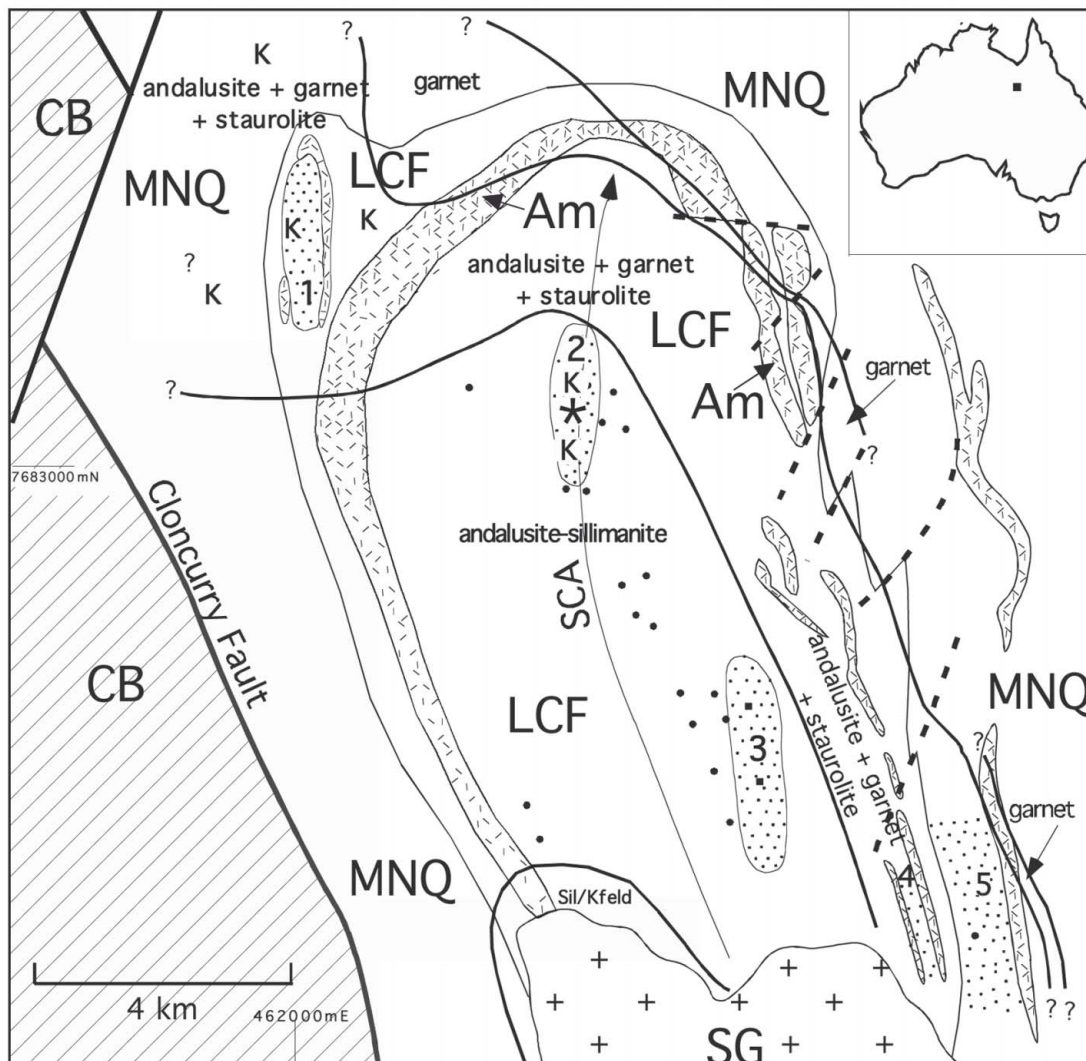 ?
?
K
andalusite + garnet
+ staurolite
garnet
MNQ
CB
MNQ
LCF
K
K
Am
?
K
1
andalusite + garnet
+ staurolite
LCF
2
K
*
K
Am
garnet
?
?
7683000 mN
Cloncurry Fault
andalusite-sillimanite
SCA
CB
LCF
3
andalusite + garnet
+ staurolite
MNQ
?
garnet
MNQ
Sil/Kfeld
4
5
4 km
462000mE
SG
? ?